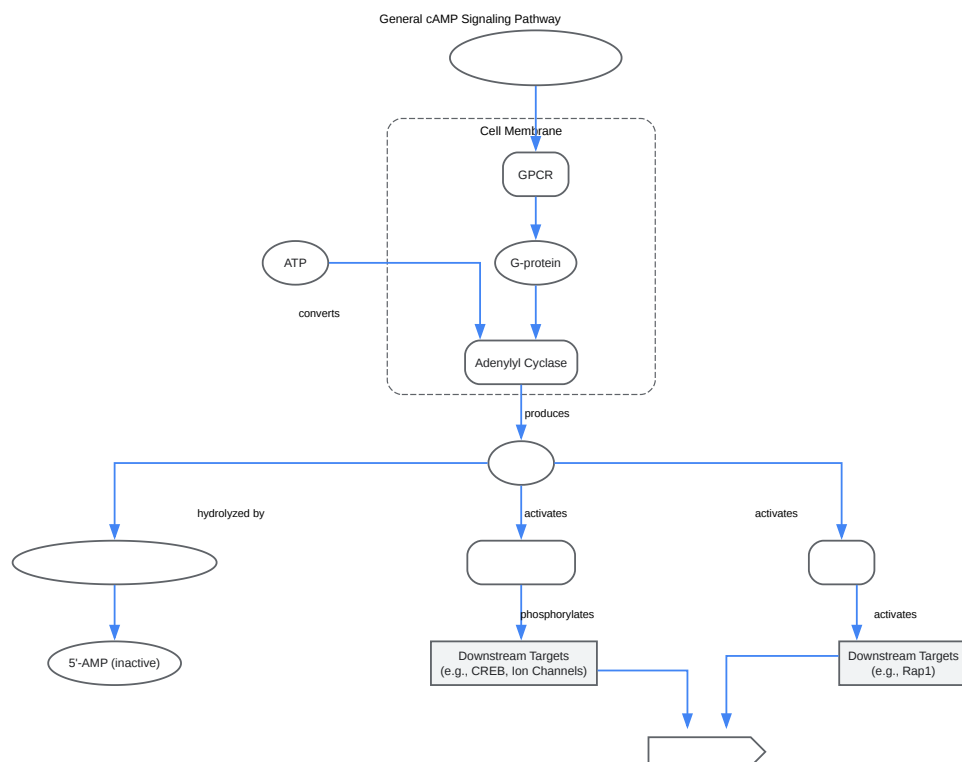 General cAMP Signaling Pathway
Cell Membrane
GPCR
ATP
G-protein
converts
Adenylyl Cyclase
produces
hydrolyzed by
activates
activates
phosphorylates
activates
5'-AMP (inactive)
Downstream Targets
(e.g., CREB, Ion Channels)
Downstream Targets
(e.g., Rap1)